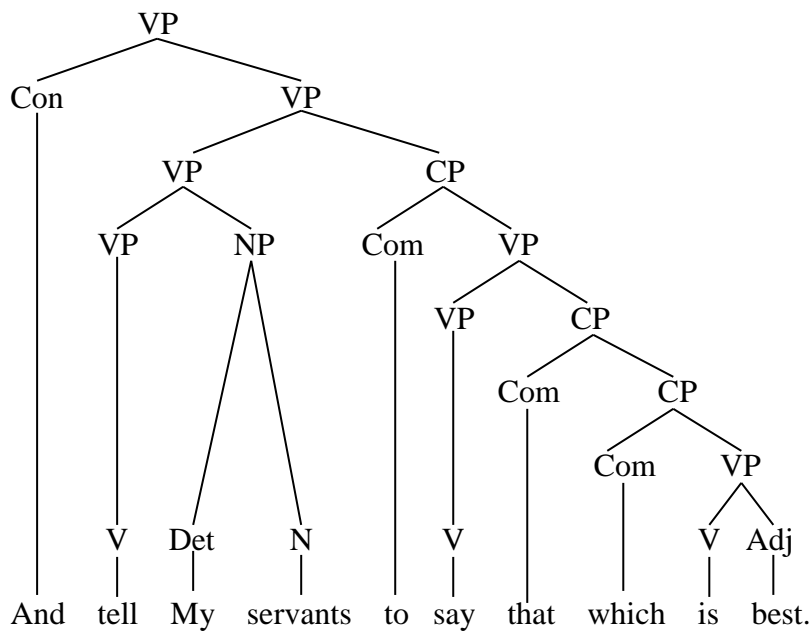 VP
Con VP
VP CP
VP NP Com VP
VP CP
Com CP
Com VP
V Det N V V Adj
And tell My servants to say that which is best.